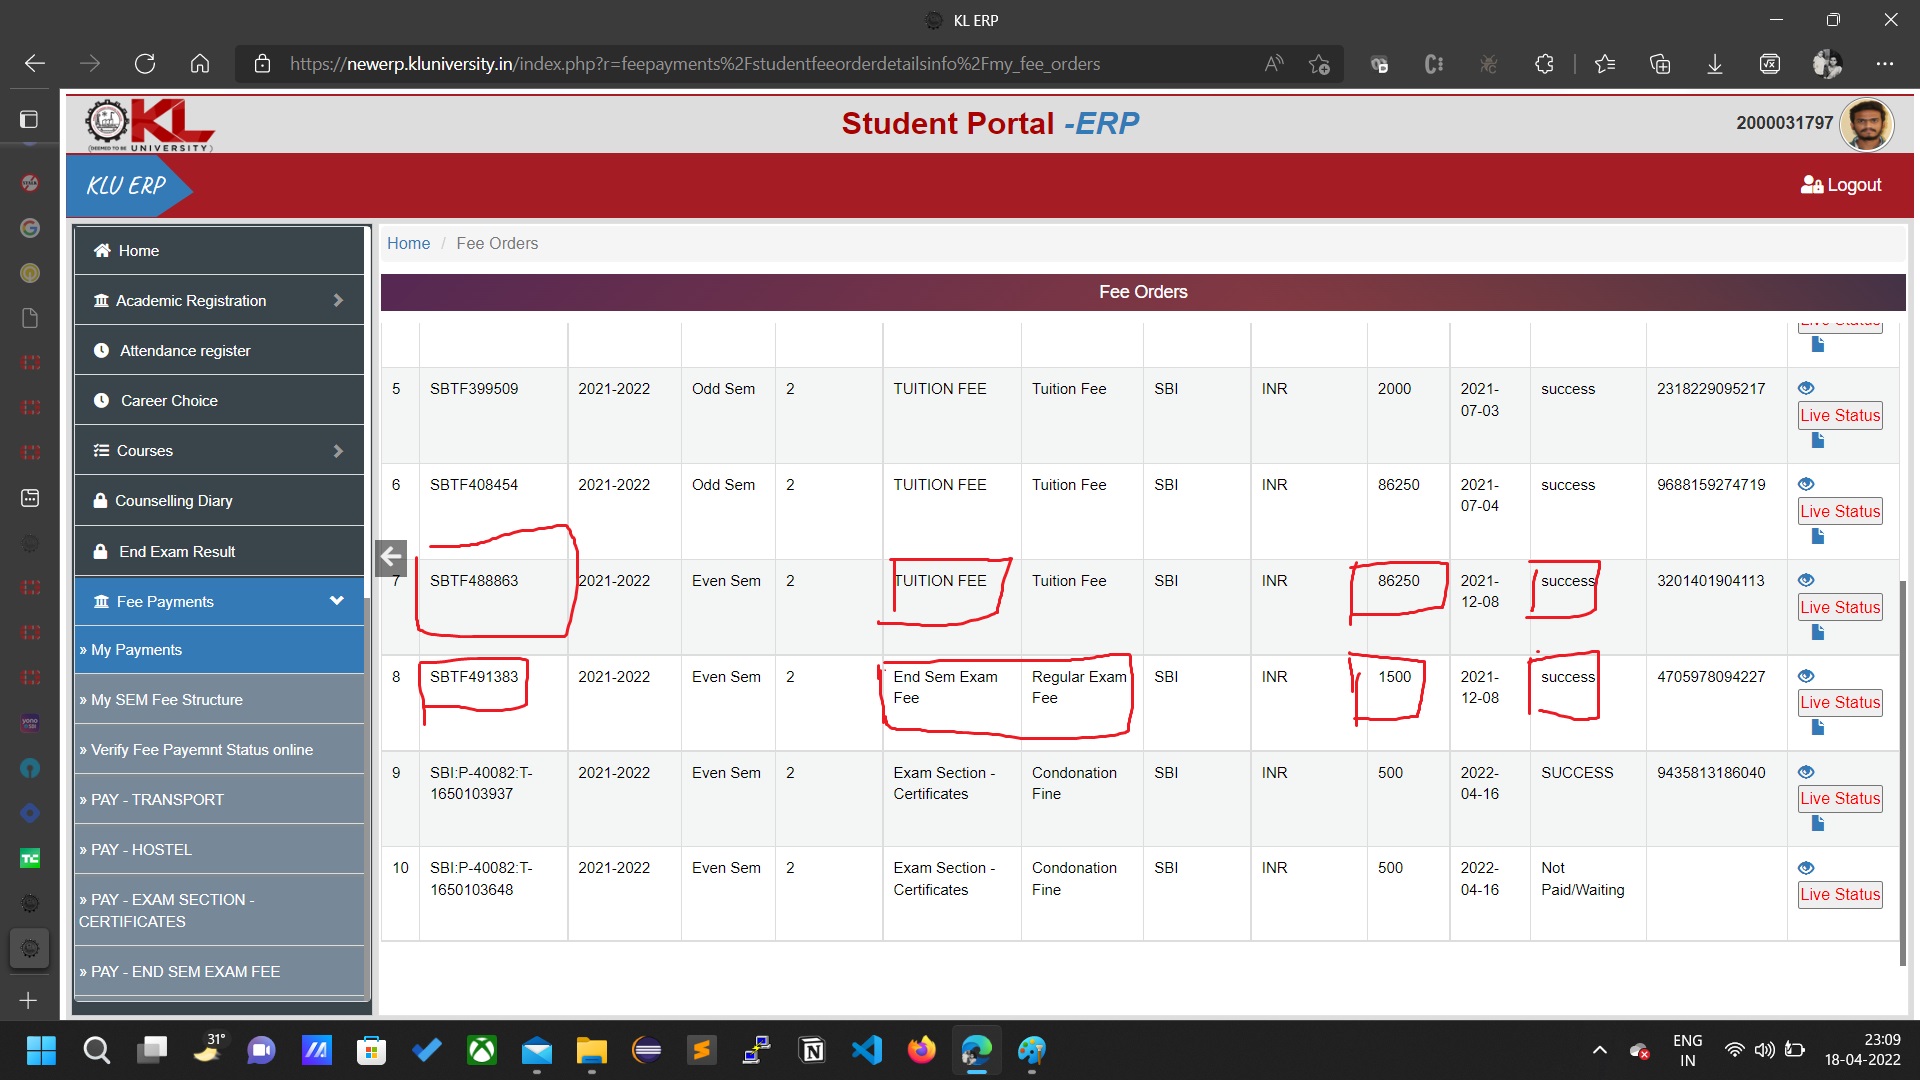 KL ERP
https://newerp.kluniversity.in/index.php?r=feepayments%2Fstudentfeeorderdetailsinfo%2Fmy_fee_orders
KL
(DEEMED TO BE UNIVERSITY)
Student Portal -ERP
2000031797
KLU ERP
Logout
Home
Academic Registration
Attendance register
Career Choice
Courses
Counselling Diary
End Exam Result
Fee Payments
» My Payments
» My SEM Fee Structure
» Verify Fee Payemnt Status online
» PAY - TRANSPORT
» PAY - HOSTEL
» PAY - EXAM SECTION -
CERTIFICATES
» PAY - END SEM EXAM FEE
Home / Fee Orders
Fee Orders
Live Status
5 SBTF399509 2021-2022 Odd Sem 2 TUITION FEE Tuition Fee SBI INR 2000 2021- success 2318229095217
07-03
Live Status
6 SBTF408454 2021-2022 Odd Sem 2 TUITION FEE Tuition Fee SBI INR 86250 2021- success 9688159274719
07-04
Live Status
7 SBTF488863 2021-2022 Even Sem 2 TUITION FEE Tuition Fee SBI INR 86250 2021- success 3201401904113
12-08
Live Status
8 SBTF491383 2021-2022 Even Sem 2 End Sem Exam Regular Exam SBI INR 1500 2021- success 4705978094227
Fee Fee 12-08
Live Status
9 SBI:P-40082:T- 2021-2022 Even Sem 2 Exam Section - Condonation SBI INR 500 2022- SUCCESS 9435813186040
1650103937 Certificates Fine 04-16
Live Status
10 SBI:P-40082:T- 2021-2022 Even Sem 2 Exam Section - Condonation SBI INR 500 2022- Not
1650103648 Certificates Fine 04-16 Paid/Waiting
Live Status
31°
ENG
IN
23:09
18-04-2022